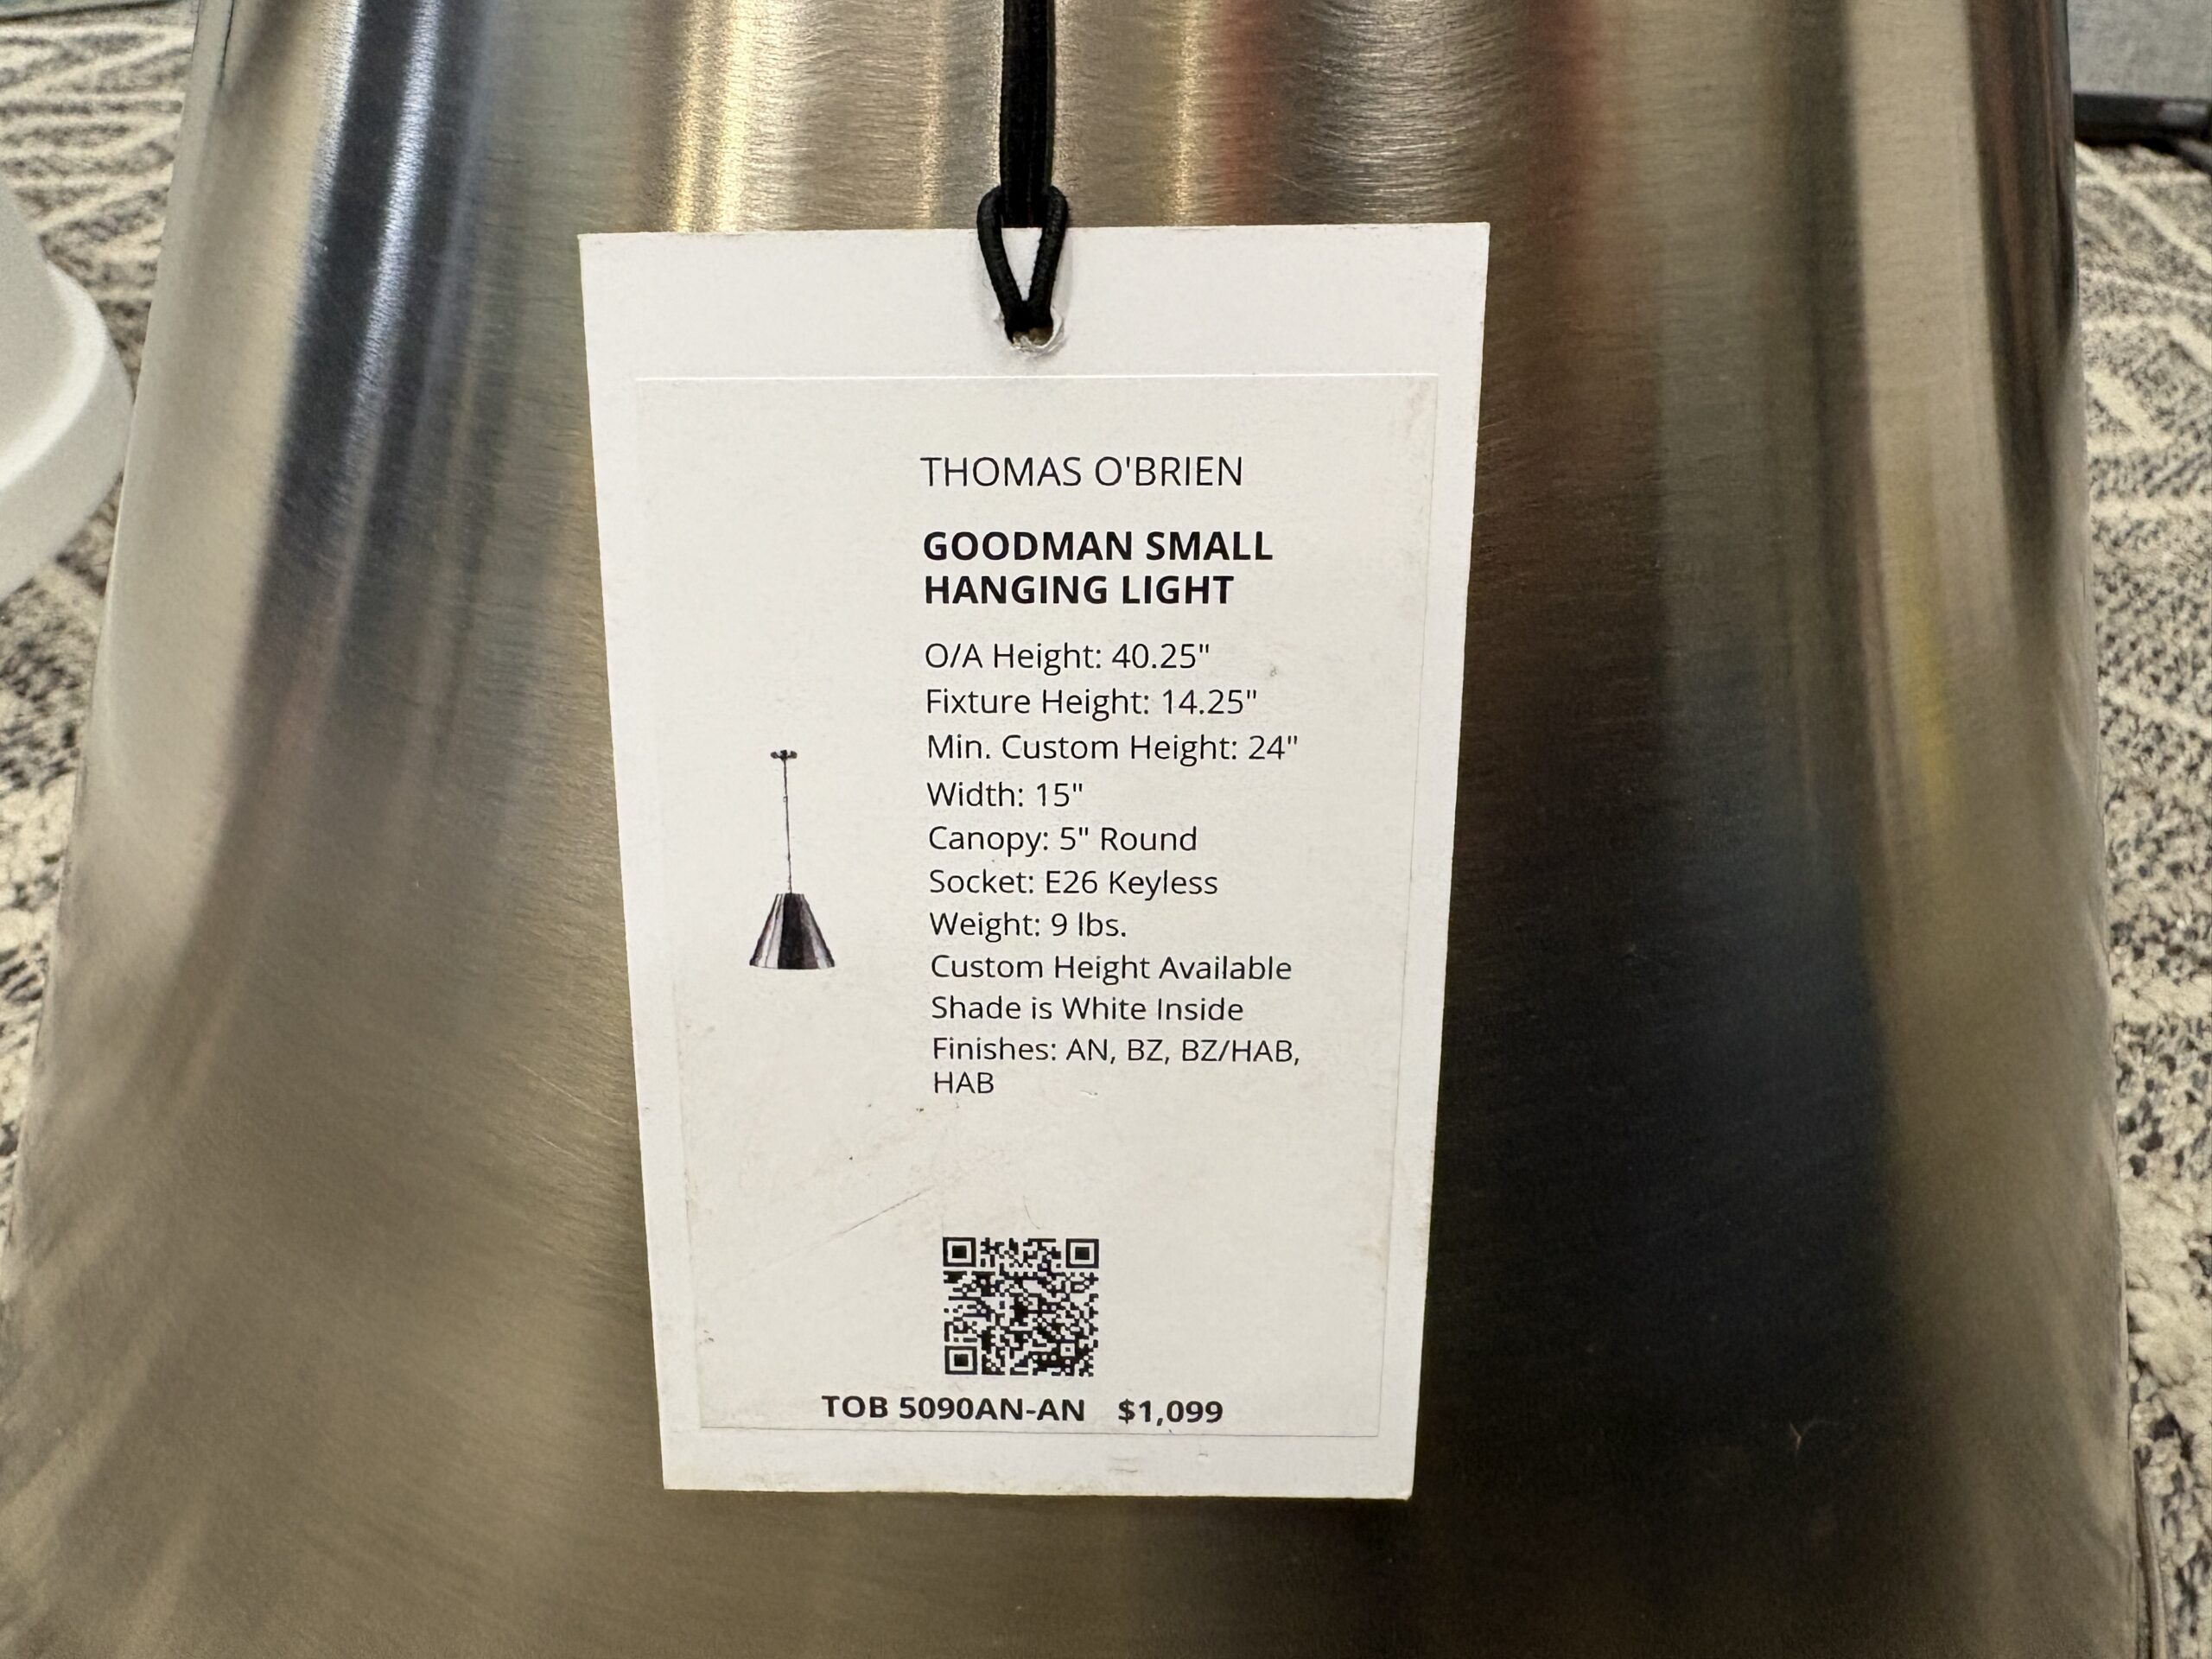 THOMAS O'BRIEN
GOODMAN SMALL
HANGING LIGHT
O/A Height: 40.25"
Fixture Height: 14.25"
Min. Custom Height: 24"
Width: 15"
Canopy: 5" Round
Socket: E26 Keyless
Weight: 9 lbs.
Custom Height Available
Shade is White Inside
Finishes: AN, BZ, BZ/HAB,
HAB
TOB 5090AN-AN $1,099